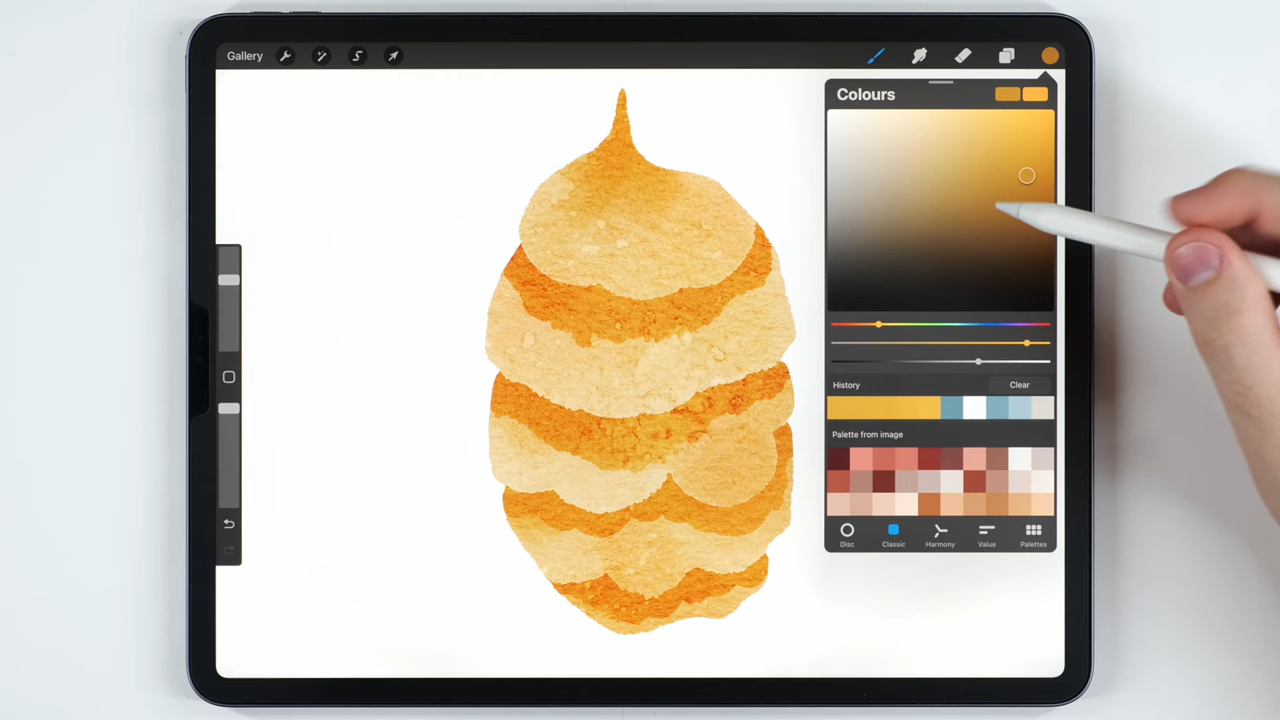 Gallery
Colours
History
Clear
Palette from image
Disc
Classic
Harmony
Value
Palettes